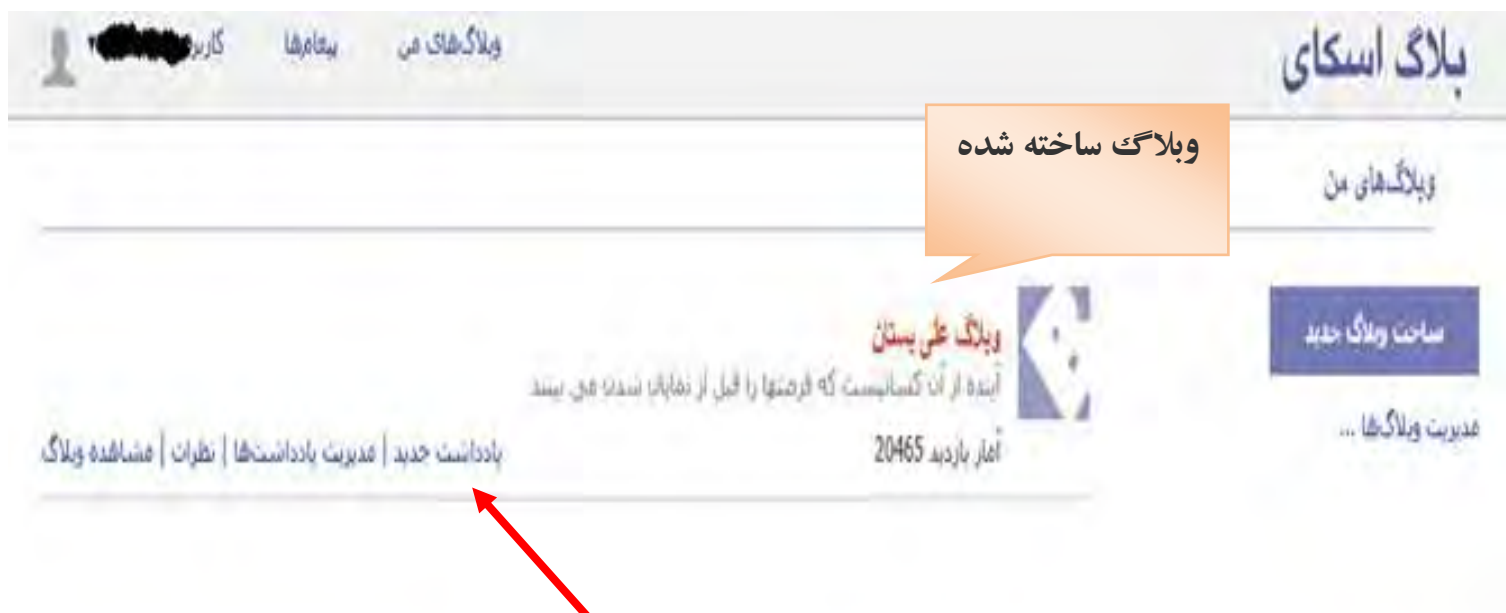 بلاگ اسکای
وبلاگ‌های من
پیغام‌ها
کاربر
وبلاگ ساخته شده
وبلاگ‌های من
ساخت وبلاگ جدید
مدیریت وبلاگ‌ها ...
وبلاگ علی بستان
آینده از آن کسانیست که فرصتها را قبل از نمایان شدن می بینند
آمار بازدید 20465
یادداشت جدید | مدیریت یادداشت‌ها | نظرات | مشاهده وبلاگ